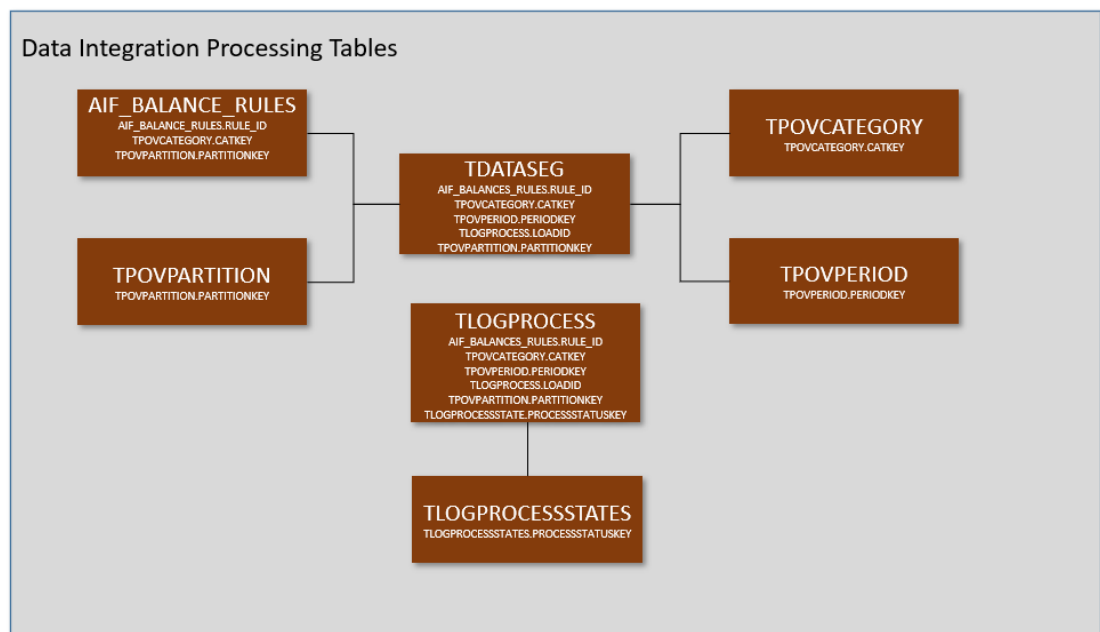 Data Integration Processing Tables
AIF_BALANCE_RULES
AIF_BALANCE_RULES.RULE_ID
TPOVCATEGORY.CATKEY
TPOVPARTITION.PARTITIONKEY
TPOVPARTITION
TPOVPARTITION.PARTITIONKEY
TDATASEG
AIF_BALANCES_RULES.RULE_ID
TPOVCATEGORY.CATKEY
TPOVPERIOD.PERIODKEY
TLOGPROCESS.LOADID
TPOVPARTITION.PARTITIONKEY
TPOVCATEGORY
TPOVCATEGORY.CATKEY
TPOVPERIOD
TPOVPERIOD.PERIODKEY
TLOGPROCESS
AIF_BALANCES_RULES.RULE_ID
TPOVCATEGORY.CATKEY
TPOVPERIOD.PERIODKEY
TLOGPROCESS.LOADID
TPOVPARTITION.PARTITIONKEY
TLOGPROCESSSTATE.PROCESSSTATUSKEY
TLOGPROCESSSTATES
TLOGPROCESSSTATES.PROCESSSTATUSKEY